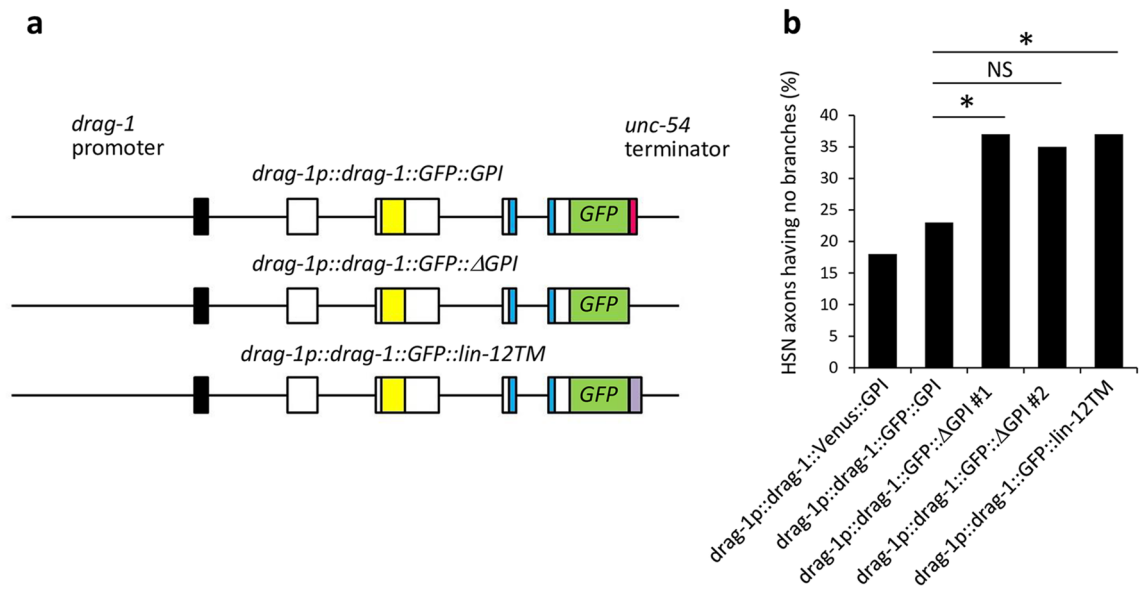 a
drag-1
promoter
unc-54
terminator
drag-1p::drag-1::GFP::GPI
GFP
drag-1p::drag-1::GFP::ΔGPI
GFP
drag-1p::drag-1::GFP::lin-12TM
GFP
b
*
NS
*
HSN axons having no branches (%)
40
35
30
25
20
15
10
5
0
drag-1p::drag-1::Venus::GPI
drag-1p::drag-1::GFP::GPI
drag-1p::drag-1::GFP::ΔGPI #1
drag-1p::drag-1::GFP::ΔGPI #2
drag-1p::drag-1::GFP::lin-12TM